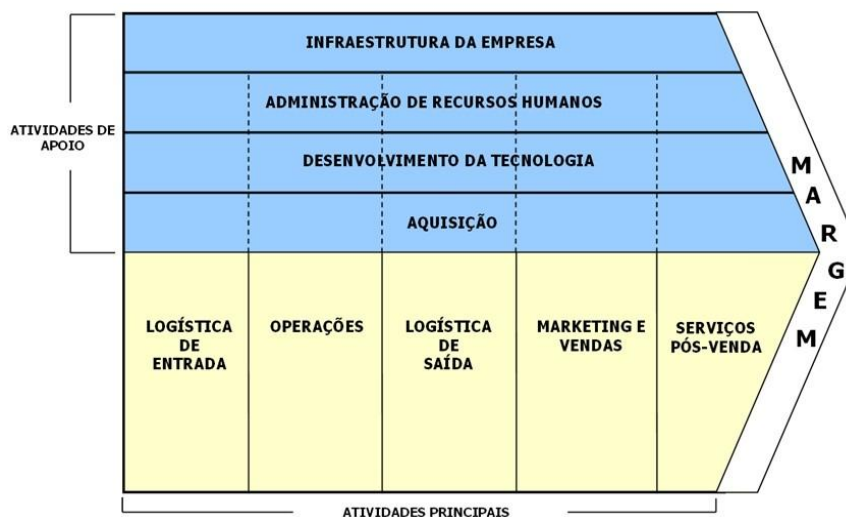 INFRAESTRUTURA DA EMPRESA
ADMINISTRAÇÃO DE RECURSOS HUMANOS
ATIVIDADES DE
APOIO
DESENVOLVIMENTO DA TECNOLOGIA
AQUISIÇÃO
MARGEM
LOGÍSTICA
DE
ENTRADA
OPERAÇÕES
LOGÍSTICA
DE
SAÍDA
MARKETING E
VENDAS
SERVIÇOS
PÓS-VENDA
ATIVIDADES PRINCIPAIS